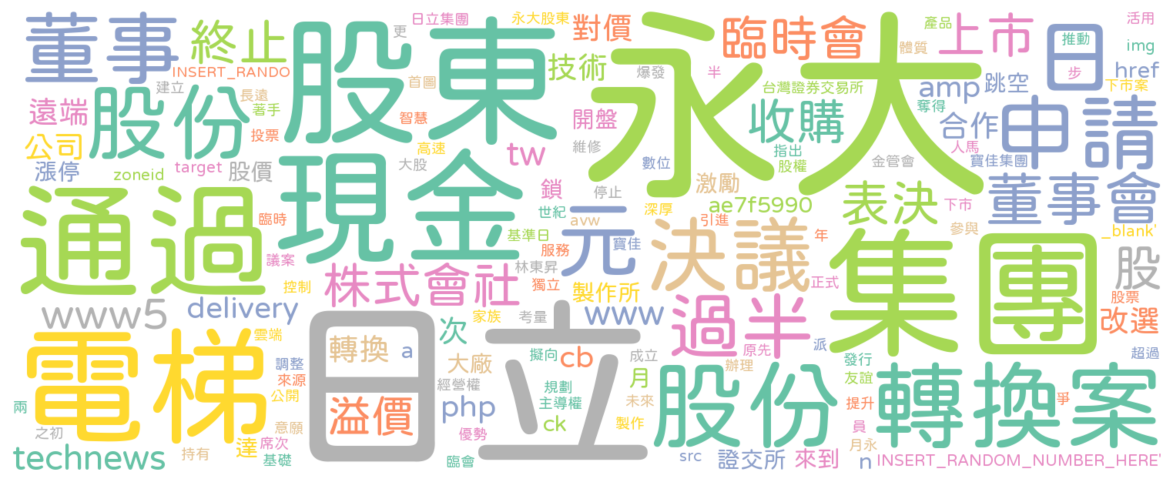 董事
終止
INSERT_RANDO
建立
股份
遠端
長遠
著手
公司
投票
漲停
zoneid
target
股價
股東
更
日立集團
首圖
智慧
高速
大股
永大股東
技術
對價
爆發
半
開盤
維修
數位
tw
鎖
停止
永大
臨時會
台灣證券交易所
收購
指出
股權
金管會
產品
體質
上市
奪得
amp
人馬
跳空
合作
寶佳集團
日
推動
步
活用
img
href
下市案
申請
通過
臨時
議案
控制
現金
世紀
avw
基準日
服務
林東昇
獨立
寶佳
元
深厚
激勵
引進
ae7f5990
年
表決
下市
參與
董事會
_blank'
決議
正式
集團
股
股票
改選
超過
株式會社
製作所
www5
delivery
www
家族
考量
次
過半
原先
派
辦理
電梯
雲端
調整
來源
公開
意願
達
席次
基礎
持有
兩
之初
technews
日立
轉換
a
溢價
大廠
cb
擬向
成立
經營權
規劃
主導權
月
未來
php
ck
製作
優勢
臨會
股份
src
證交所
來到
n
轉換案
發行
友誼
提升
員
月永
爭
INSERT_RANDOM_NUMBER_HERE'